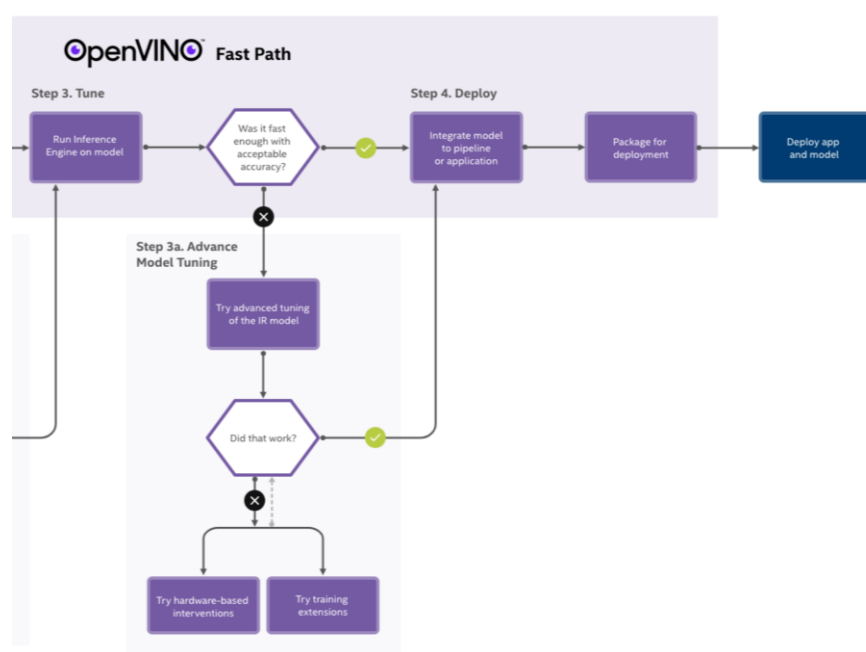 OpenVINO™ Fast Path
Step 3. Tune
Step 4. Deploy
Run Inference
Engine on model
Was it fast
enough with
acceptable
accuracy?
Integrate model
to pipeline
or application
Package for
deployment
Deploy app
and model
Step 3a. Advance
Model Tuning
Try advanced tuning
of the IR model
Did that work?
Try hardware-based
interventions
Try training
extensions